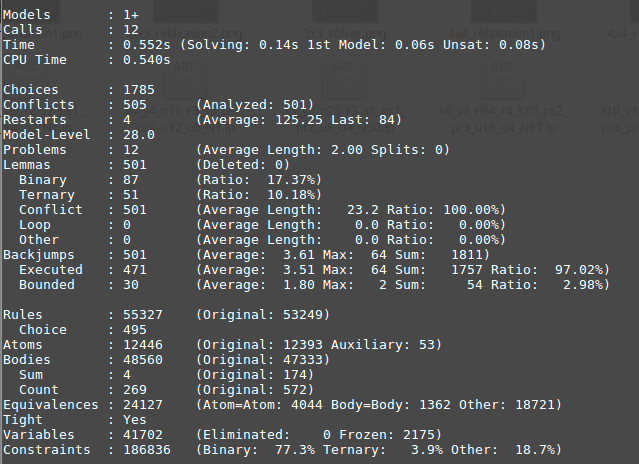 Models       : 1+
Calls        : 12
Time         : 0.552s (Solving: 0.14s 1st Model: 0.06s Unsat: 0.08s)
CPU Time     : 0.540s

Choices      : 1785
Conflicts    : 505      (Analyzed: 501)
Restarts     : 4        (Average: 125.25 Last: 84)
Model-Level  : 28.0
Problems     : 12       (Average Length: 2.00 Splits: 0)
Lemmas       : 501      (Deleted: 0)
  Binary     : 87       (Ratio:  17.37%)
  Ternary    : 51       (Ratio:  10.18%)
  Conflict   : 501      (Average Length:   23.2 Ratio: 100.00%)
  Loop       : 0        (Average Length:    0.0 Ratio:   0.00%)
  Other      : 0        (Average Length:    0.0 Ratio:   0.00%)
Backjumps    : 501      (Average:  3.61 Max:  64 Sum:   1811)
  Executed   : 471      (Average:  3.51 Max:  64 Sum:   1757 Ratio:  97.02%)
  Bounded    : 30       (Average:  1.80 Max:   2 Sum:     54 Ratio:   2.98%)

Rules        : 55327    (Original: 53249)
  Choice     : 495
Atoms        : 12446    (Original: 12393 Auxiliary: 53)
Bodies       : 48560    (Original: 47333)
  Sum        : 4        (Original: 174)
  Count      : 269      (Original: 572)
Equivalences : 24127    (Atom=Atom: 4044 Body=Body: 1362 Other: 18721)
Tight        : Yes
Variables    : 41702    (Eliminated:    0 Frozen: 2175)
Constraints  : 186836   (Binary:  77.3% Ternary:   3.9% Other:  18.7%)